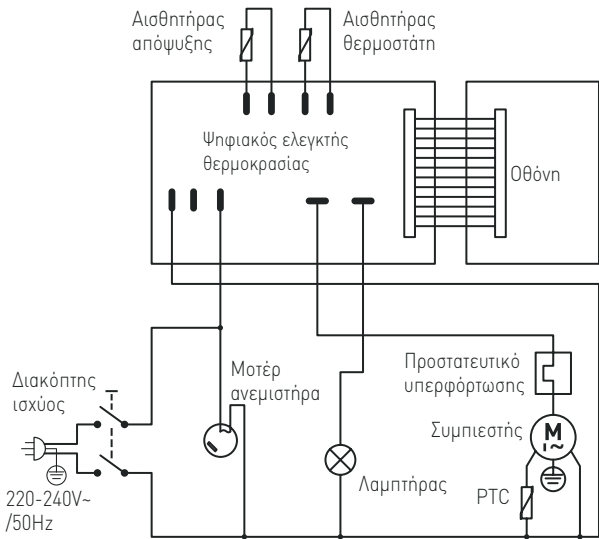 Αισθητήρας
απόψυξης
Αισθητήρας
θερμοστάτη
Ψηφιακός ελεγκτής
θερμοκρασίας
Οθόνη
Διακόπτης
ισχύος
Μοτέρ
ανεμιστήρα
Προστατευτικό
υπερφόρτωσης
Συμπιεστής
M
~
Λαμπτήρας
PTC
220-240V~
/50Hz